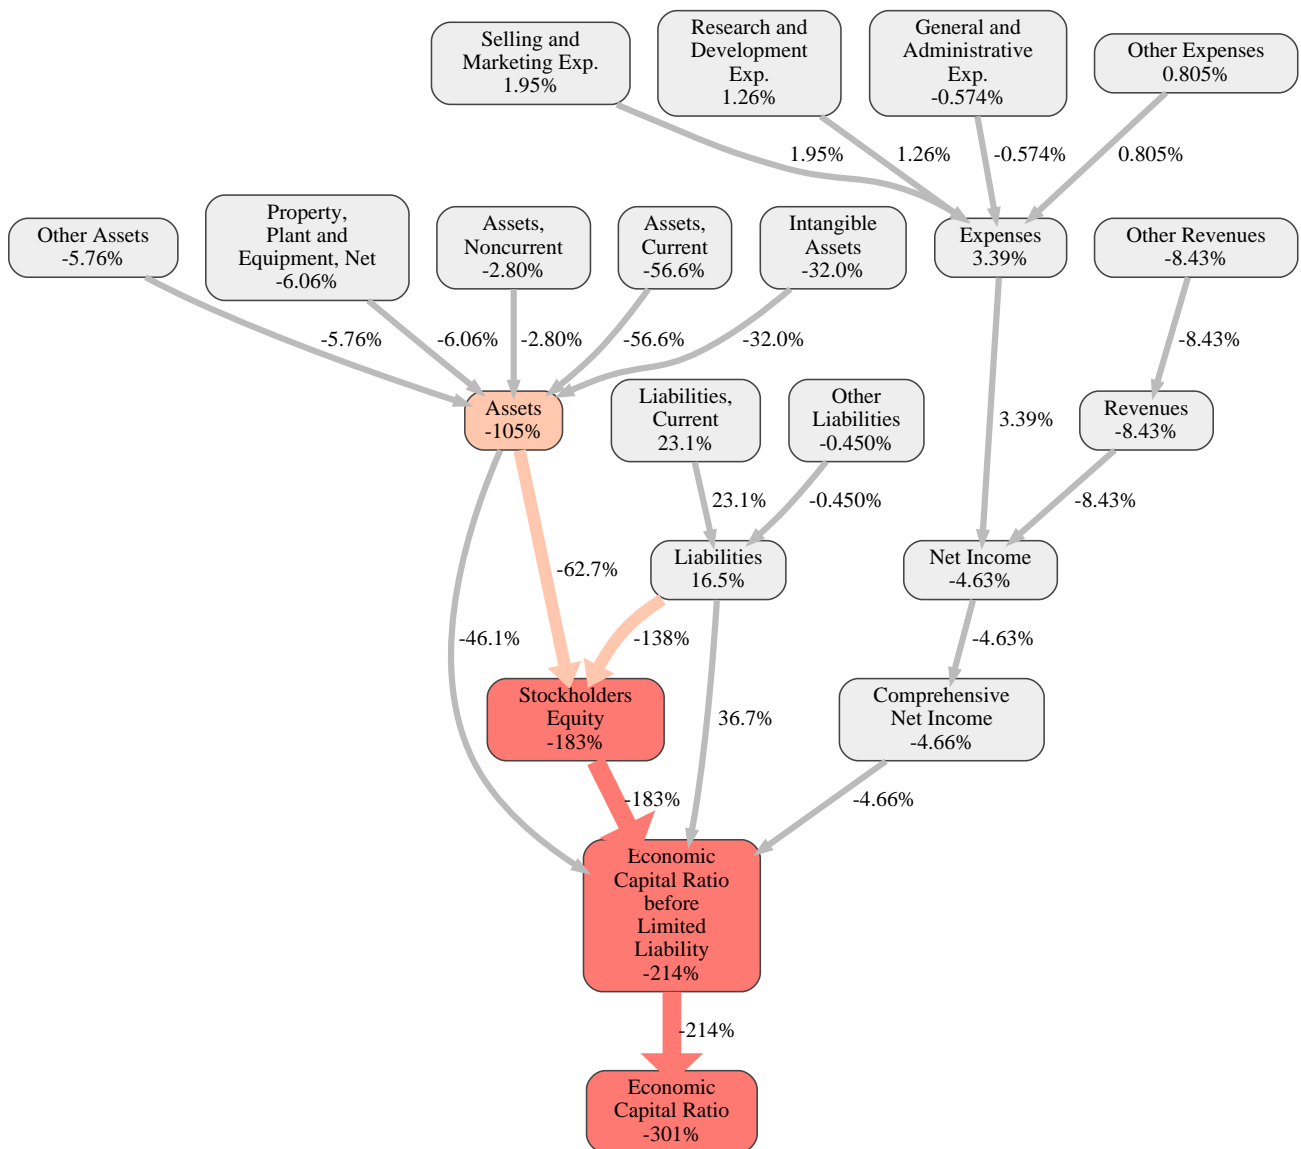 Selling and
Marketing Exp.
1.95%
Research and
Development
Exp.
1.26%
General and
Administrative
Exp.
-0.574%
Other Expenses
0.805%
1.95%
1.26%
-0.574%
0.805%
Other Assets
-5.76%
Property,
Plant and
Equipment, Net
-6.06%
Assets,
Noncurrent
-2.80%
Assets,
Current
-56.6%
Intangible
Assets
-32.0%
Expenses
3.39%
Other Revenues
-8.43%
-5.76%
-6.06%
-2.80%
-56.6%
-32.0%
-8.43%
Assets
-105%
Liabilities,
Current
23.1%
Other
Liabilities
-0.450%
3.39%
Revenues
-8.43%
23.1%
-0.450%
-8.43%
-62.7%
Liabilities
16.5%
Net Income
-4.63%
-46.1%
-138%
-4.63%
Stockholders
Equity
-183%
36.7%
Comprehensive
Net Income
-4.66%
-183%
-4.66%
Economic
Capital Ratio
before
Limited
Liability
-214%
-214%
Economic
Capital Ratio
-301%